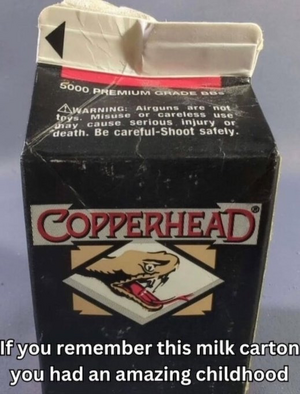 5000 PREMIUM GRADE BBs
⚠WARNING: Airguns are not
toys. Misuse or careless use
may cause serious injury or
death. Be careful-Shoot safely.
COPPERHEAD®
If you remember this milk carton
you had an amazing childhood